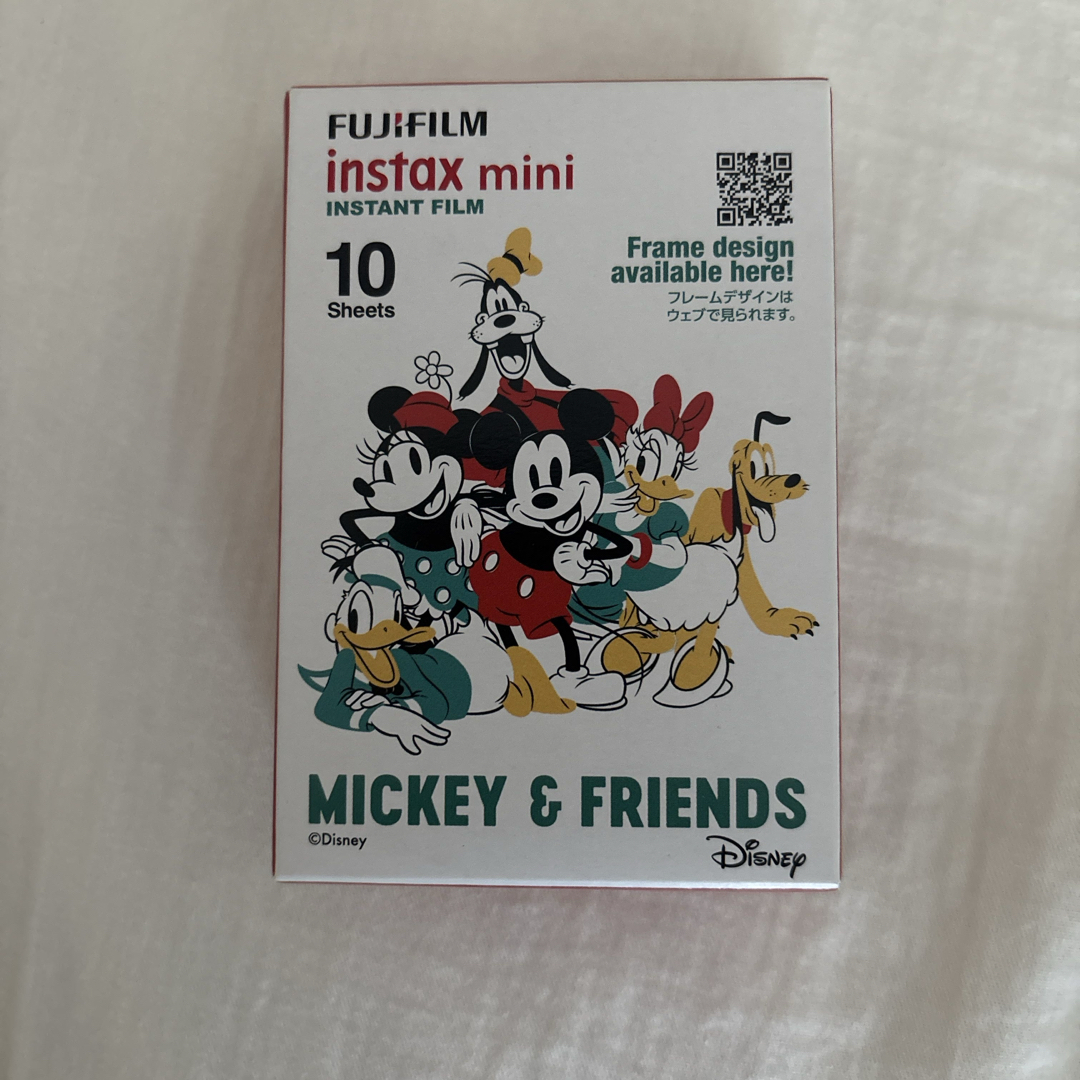 FUJIFILM
instax mini
INSTANT FILM
10
Sheets
Frame design
available here!
フレームデザインは
ウェブで見られます。
MICKEY & FRIENDS
©Disney
Disney